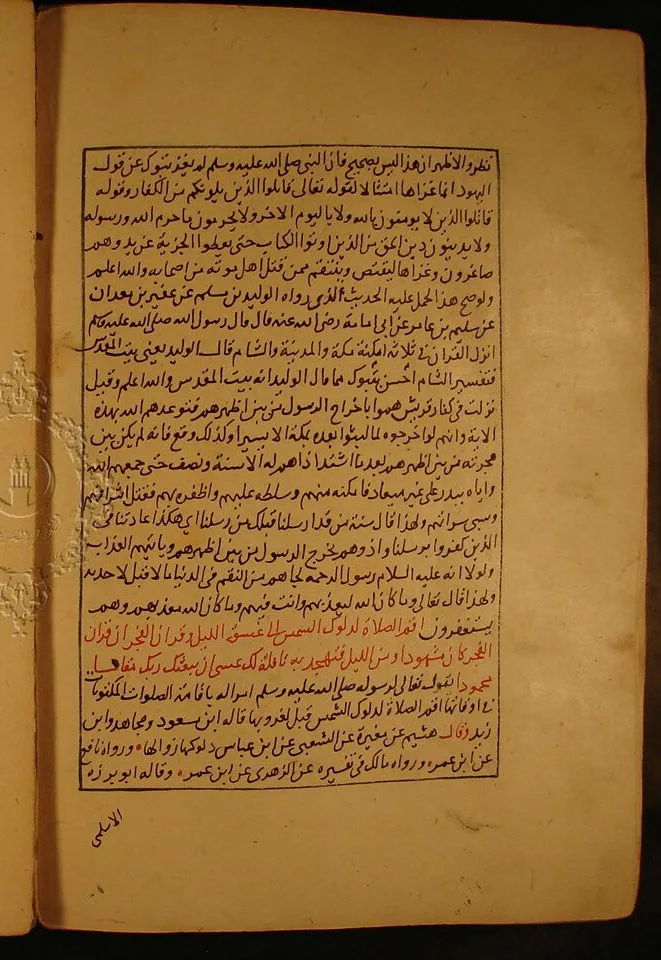 نظر والاظهر ان هذا ليس بصحيح فان النبي صلى الله عليه وسلم لم يغز تبوك عن قول
اليهود انما غزاها امتثالا لقوله تعالى قاتلوا الذين يلونكم من الكفار وقوله
قاتلوا الذين لا يومنون بالله ولا باليوم الاخر ولا يحرمون ما حرم الله ورسوله
ولا يدينون دين الحق من الذين اوتوا الكتاب حتى يعطوا الجزية عن يد وهم
صاغرون وغزاها ليقتص وينتقم ممن قتل اهل موته من اصحابه والله اعلم
ولو صح هذا لحمل عليه الحديث الذي رواه الوليد بن مسلم عن عفير بن معدان
عن سليم بن عامر عن ابي امامة رضي الله عنه قال قال رسول الله صلى الله عليه وسلم
انزل القران في ثلاثة امكنة مكة والمدينة والشام قال الوليد يعني بيت المقدس
فتفسير الشام احسن بتبوك مما قال الوليد انه بيت المقدس والله اعلم وقيل
نزلت في كفار قريش هموا باخراج الرسول من بين اظهرهم فتوعدهم الله بهذه
الاية وانهم لو اخرجوه لما لبثوا بعده بمكة الا يسيرا وكذلك وقع فانه لم يكن بين
هجرته من بين اظهرهم بعد ما اشتد اذاهم له الا سنة ونصف حتى جمعهم الله
واياه ببدر على غير ميعاد فامكنه منهم وسلطه عليهم واظفره بهم فقتل اشرافهم
وسبى سراتهم ولهذا قال سنة من قد ارسلنا قبلك من رسلنا اي هكذا عادتنا في
الذين كفروا برسلنا واذوهم بخرج الرسول من بين اظهرهم وياتيهم العذاب
ولولا انه عليه السلام رسول الرحمة لجاهم من النقم في الدنيا ما لا قبل لاحد به
ولهذا قال تعالى وما كان الله ليعذبهم وانت فيهم وما كان الله معذبهم وهم
يستغفرون اقم الصلاة لدلوك الشمس الى غسق الليل وقران الفجر ان قران
الفجر كان مشهودا ومن الليل فتهجد به نافلة لك عسى ان يبعثك ربك مقاما
محمودا يقول تعالى لرسوله صلى الله عليه وسلم امرا له باقامة الصلوات المكتوبات
في اوقاتها اقم الصلاة لدلوك الشمس قيل لغروبها قاله ابن مسعود ومجاهد وابن
زيد وقال هشيم عن مغيرة عن الشعبي عن ابن عباس دلوكها زوالها ورواه نافع
عن ابن عمر ورواه مالك في تفسيره عن الزهري عن ابن عمر وقاله ابو برزة
الاسلمي